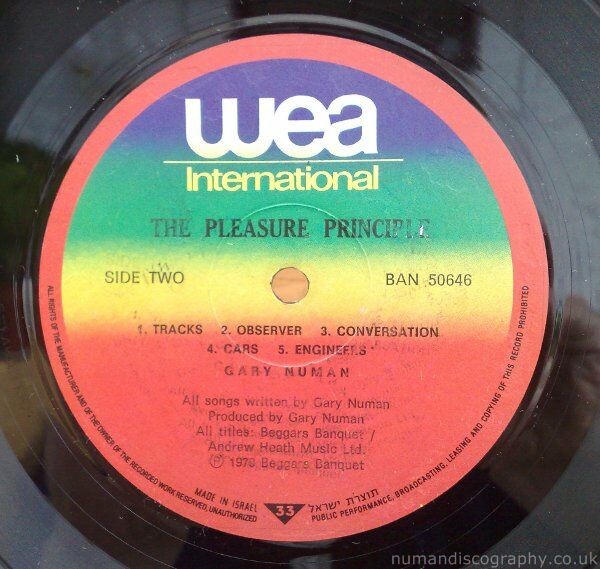 wea
International
THE PLEASURE PRINCIPLE
SIDE TWO
BAN 50646
1. TRACKS 2. OBSERVER 3. CONVERSATION
4. CARS 5. ENGINEERS
GARY NUMAN
All songs written by Gary Numan
Produced by Gary Numan
All titles: Beggars Banquet /
Andrew Heath Music Ltd.
Ⓟ 1979 Beggars Banquet
ALL RIGHTS OF THE MANUFACTURER AND OF THE OWNER OF THE RECORDED WORK RESERVED, UNAUTHORIZED
PUBLIC PERFORMANCE, BROADCASTING, LEASING AND COPYING OF THIS RECORD PROHIBITED
MADE IN ISRAEL
33
תוצרת ישראל
numandiscography.co.uk